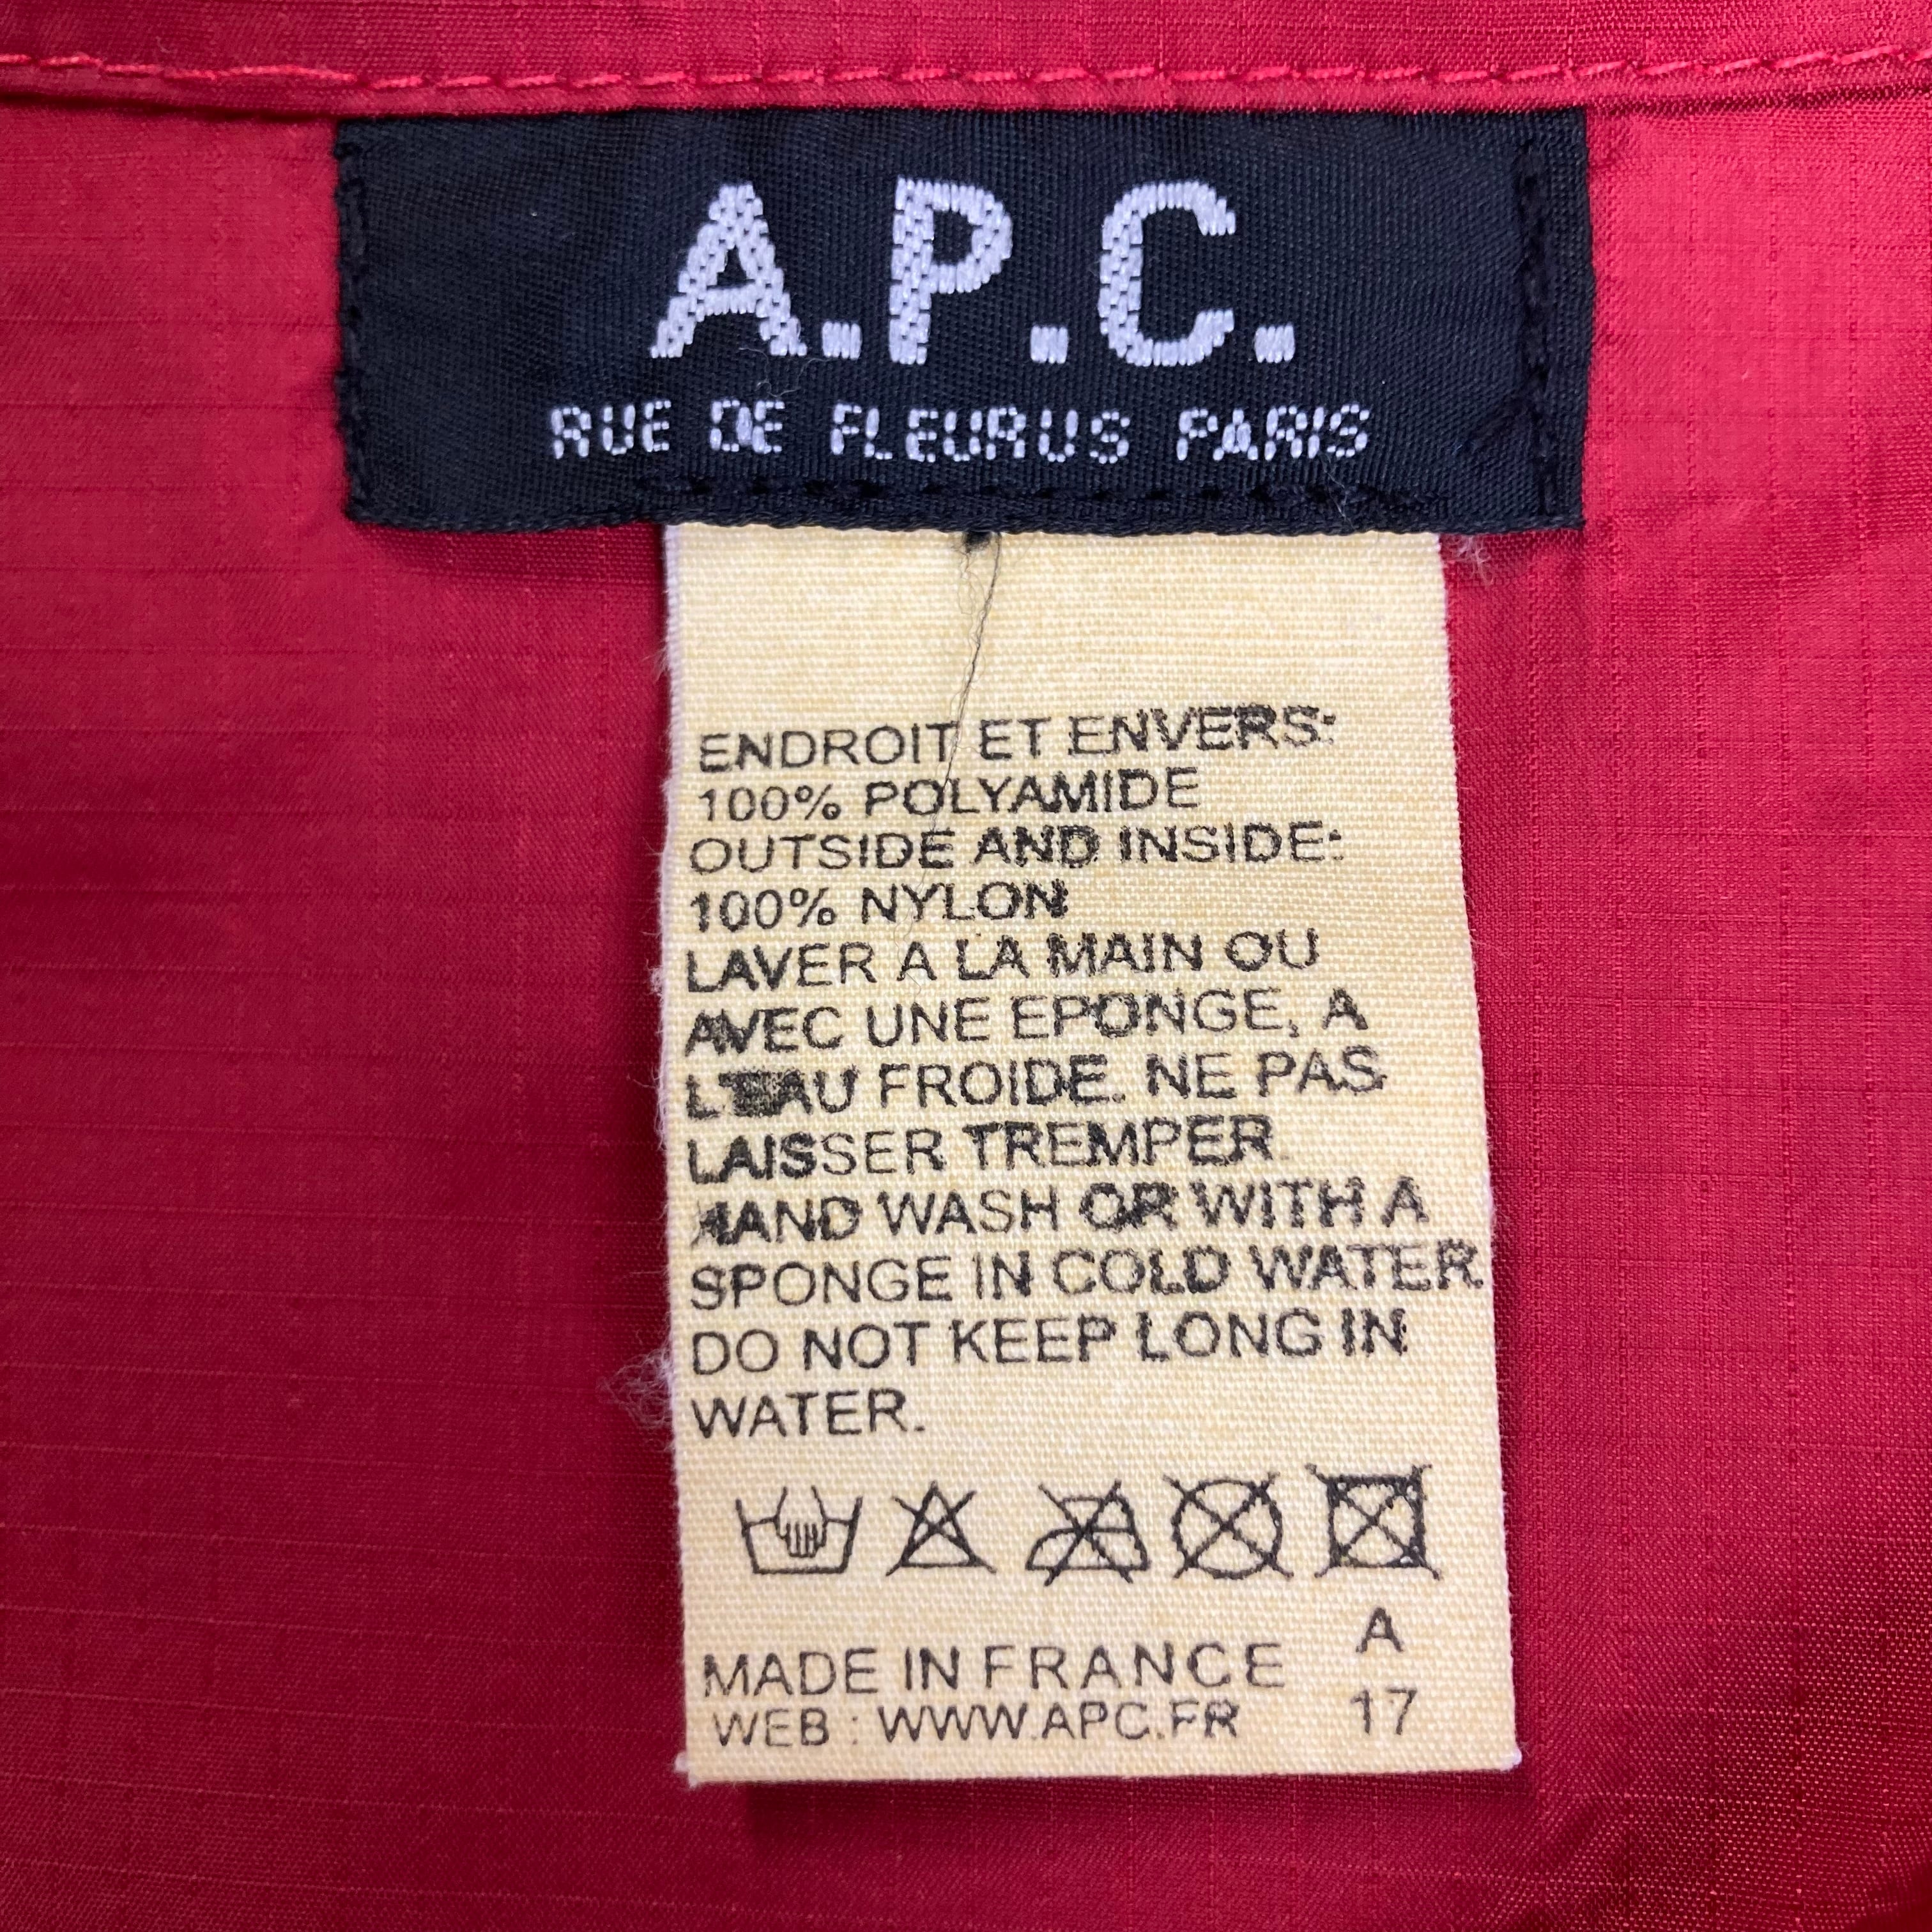 A.P.C.
RUE DE FLEURUS PARIS
ENDROIT ET ENVERS:
100% POLYAMIDE
OUTSIDE AND INSIDE:
100% NYLON
LAVER A LA MAIN OU
AVEC UNE EPONGE, A
L'EAU FROIDE. NE PAS
LAISSER TREMPER.
HAND WASH OR WITH A
SPONGE IN COLD WATER.
DO NOT KEEP LONG IN
WATER.
A
MADE IN FRANCE
17
WEB : WWW.APC.FR